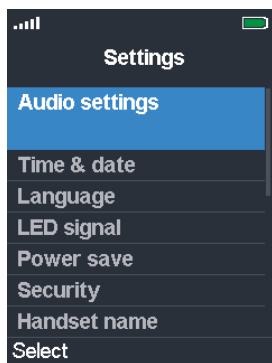 Settings
Audio settings
Time & date
Language
LED signal
Power save
Security
Handset name
Select